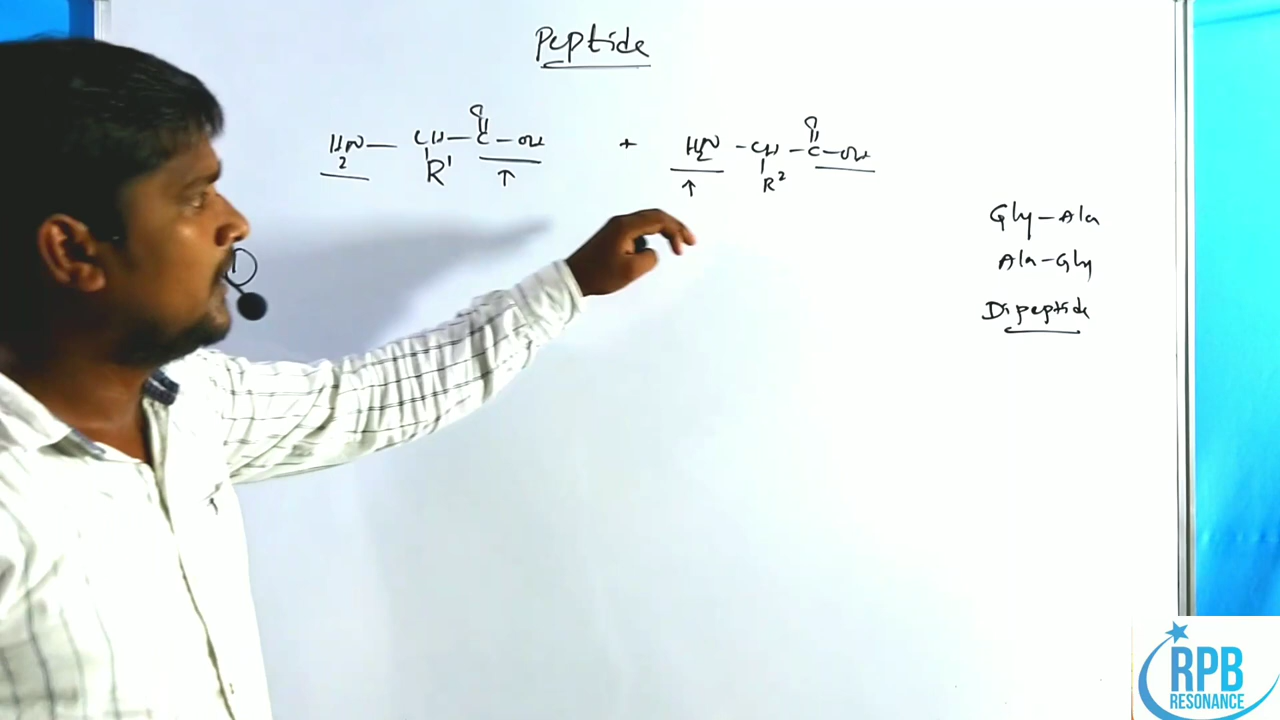 Peptide
O O
H2N— CH—C—OH + H2N—CH—C—OH
R¹ R²
Gly-Ala
Ala-Gly
Dipeptide
RPB
RESONANCE